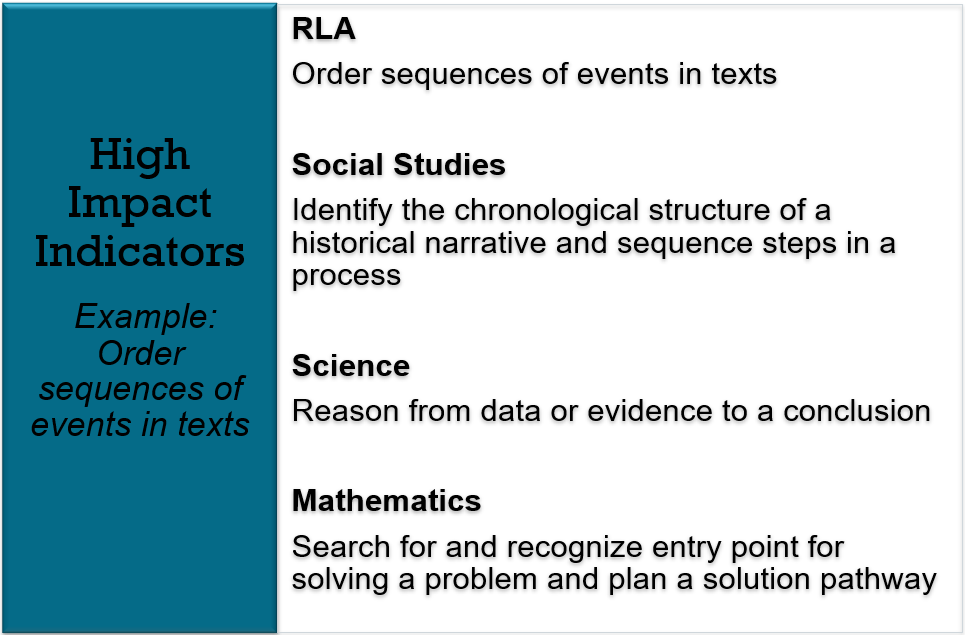 High
Impact
Indicators
Example:
Order
sequences of
events in texts
RLA
Order sequences of events in texts
Social Studies
Identify the chronological structure of a
historical narrative and sequence steps in a
process
Science
Reason from data or evidence to a conclusion
Mathematics
Search for and recognize entry point for
solving a problem and plan a solution pathway